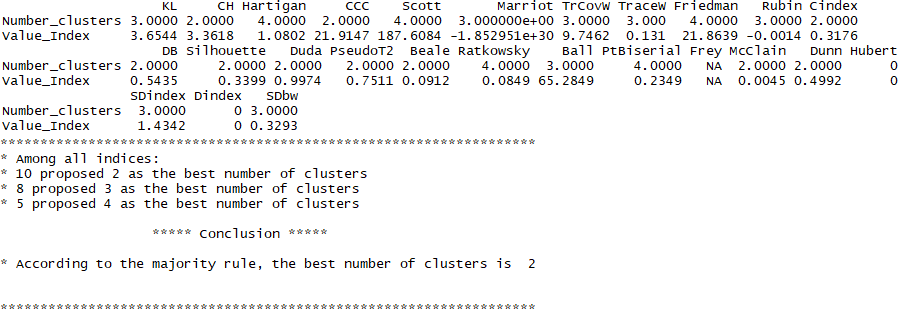 KL CH Hartigan CCC Scott Marriot TrCovW TraceW Friedman Rubin Cindex
Number_clusters 3.0000 2.0000 4.0000 2.0000 4.0000 3.000000e+00 3.0000 3.000 4.0000 3.0000 2.0000
Value_Index 3.6544 3.3618 1.0802 21.9147 187.6084 -1.852951e+30 9.7462 0.131 21.8639 -0.0014 0.3176
DB Silhouette Duda PseudoT2 Beale Ratkowsky Ball PtBiserial Frey McClain Dunn Hubert
Number_clusters 2.0000 2.0000 2.0000 2.0000 2.0000 4.0000 3.0000 4.0000 NA 2.0000 2.0000 0
Value_Index 0.5435 0.3399 0.9974 0.7511 0.0912 0.0849 65.2849 0.2349 NA 0.0045 0.4992 0
SDindex Dindex SDbw
Number_clusters 3.0000 0 3.0000
Value_Index 1.4342 0 0.3293
*******************************************************************
* Among all indices:
* 10 proposed 2 as the best number of clusters
* 8 proposed 3 as the best number of clusters
* 5 proposed 4 as the best number of clusters
***** Conclusion *****
* According to the majority rule, the best number of clusters is 2
*******************************************************************